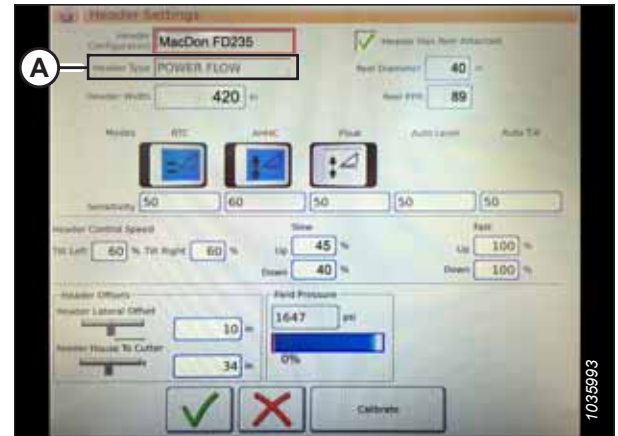 Header Settings
Header Configuration MacDon FD235
Header Has Reel Attached
A
Header Type POWER FLOW
Reel Diameter 40 in
Header Width 420 in
Reel PPR 89
Modes RTC AHHC Float Auto Level Auto Tilt
Sensitivity 50 60 50 50 50
Header Control Speed
Slow
Fast
Tilt Left 60 % Tilt Right 60 %
Up 45 %
Up 100 %
Down 40 %
Down 100 %
Header Offsets
Field Pressure
Header Lateral Offset
10 in
1647 psi
Feeder House To Cutter
34 in
0%
Calibrate
1035993